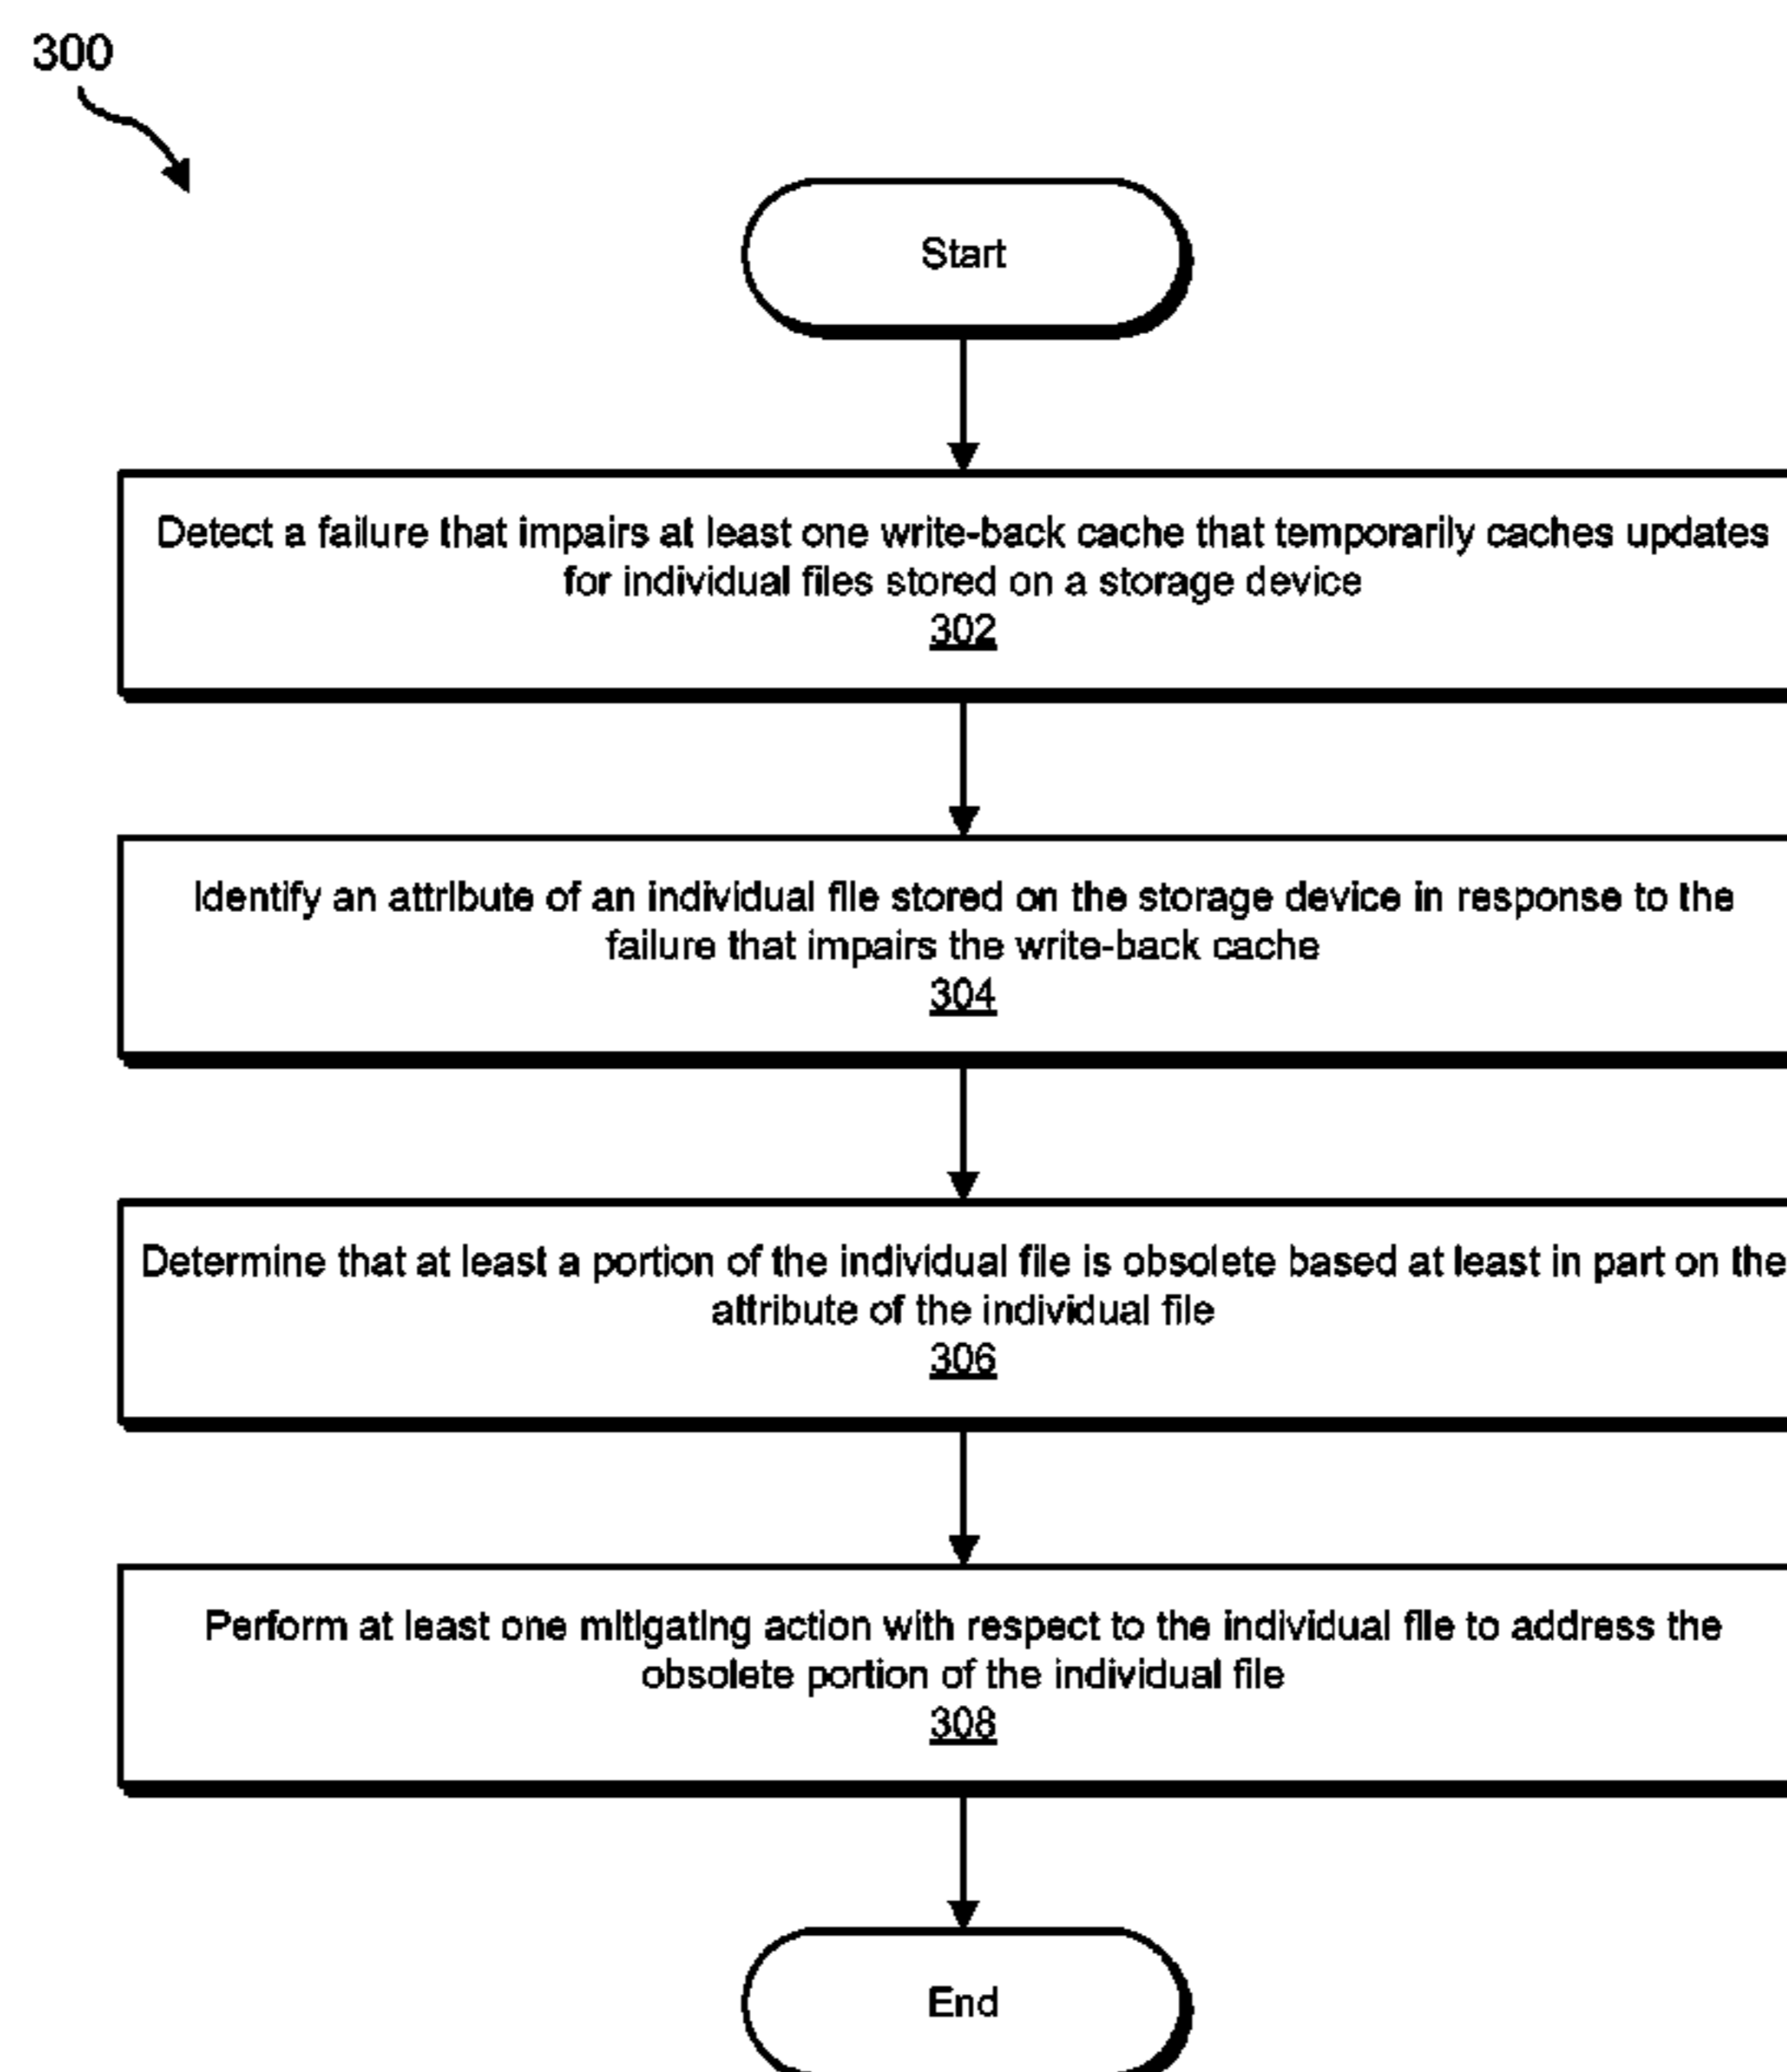 300
Start
Detect a failure that impairs at least one write-back cache that temporarily caches updates
for individual files stored on a storage device
302
Identify an attribute of an individual file stored on the storage device in response to the
failure that impairs the write-back cache
304
Determine that at least a portion of the individual file is obsolete based at least in part on the
attribute of the individual file
306
Perform at least one mitigating action with respect to the individual file to address the
obsolete portion of the individual file
308
End